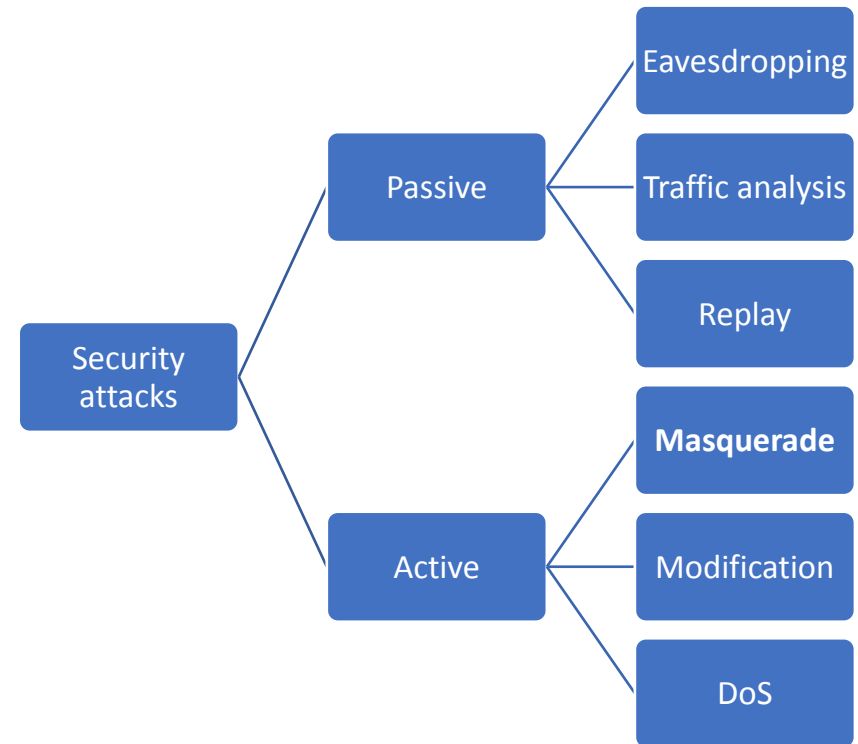 Security
attacks
Passive
Eavesdropping
Traffic analysis
Replay
Active
Masquerade
Modification
DoS